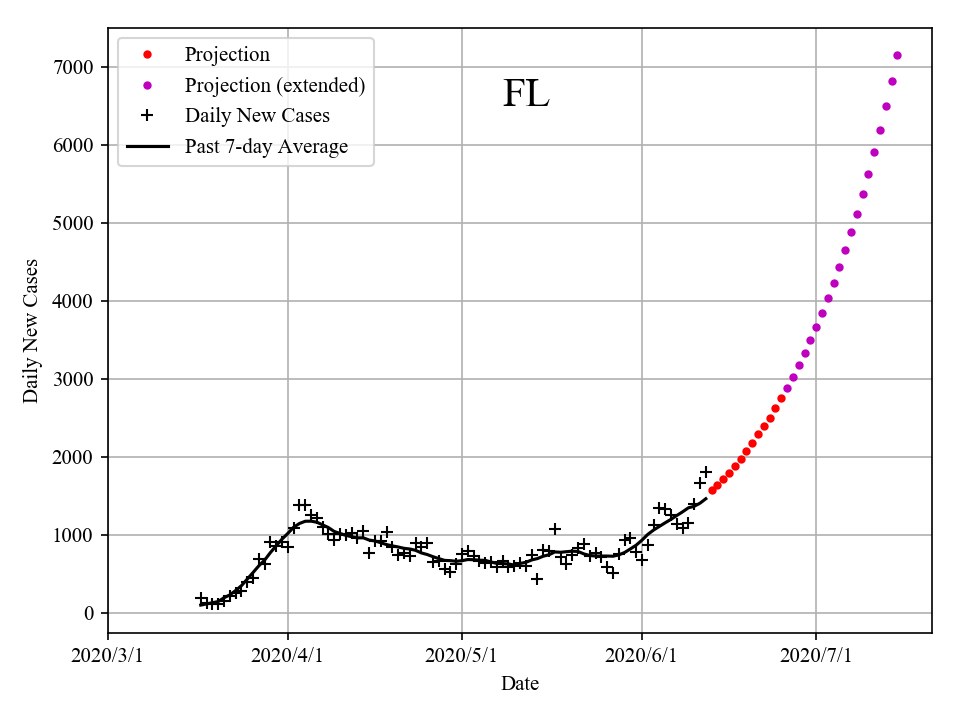 FL
Projection
Projection (extended)
Daily New Cases
Past 7-day Average
7000
6000
5000
4000
3000
2000
1000
0
Daily New Cases
2020/3/1 2020/4/1 2020/5/1 2020/6/1 2020/7/1
Date